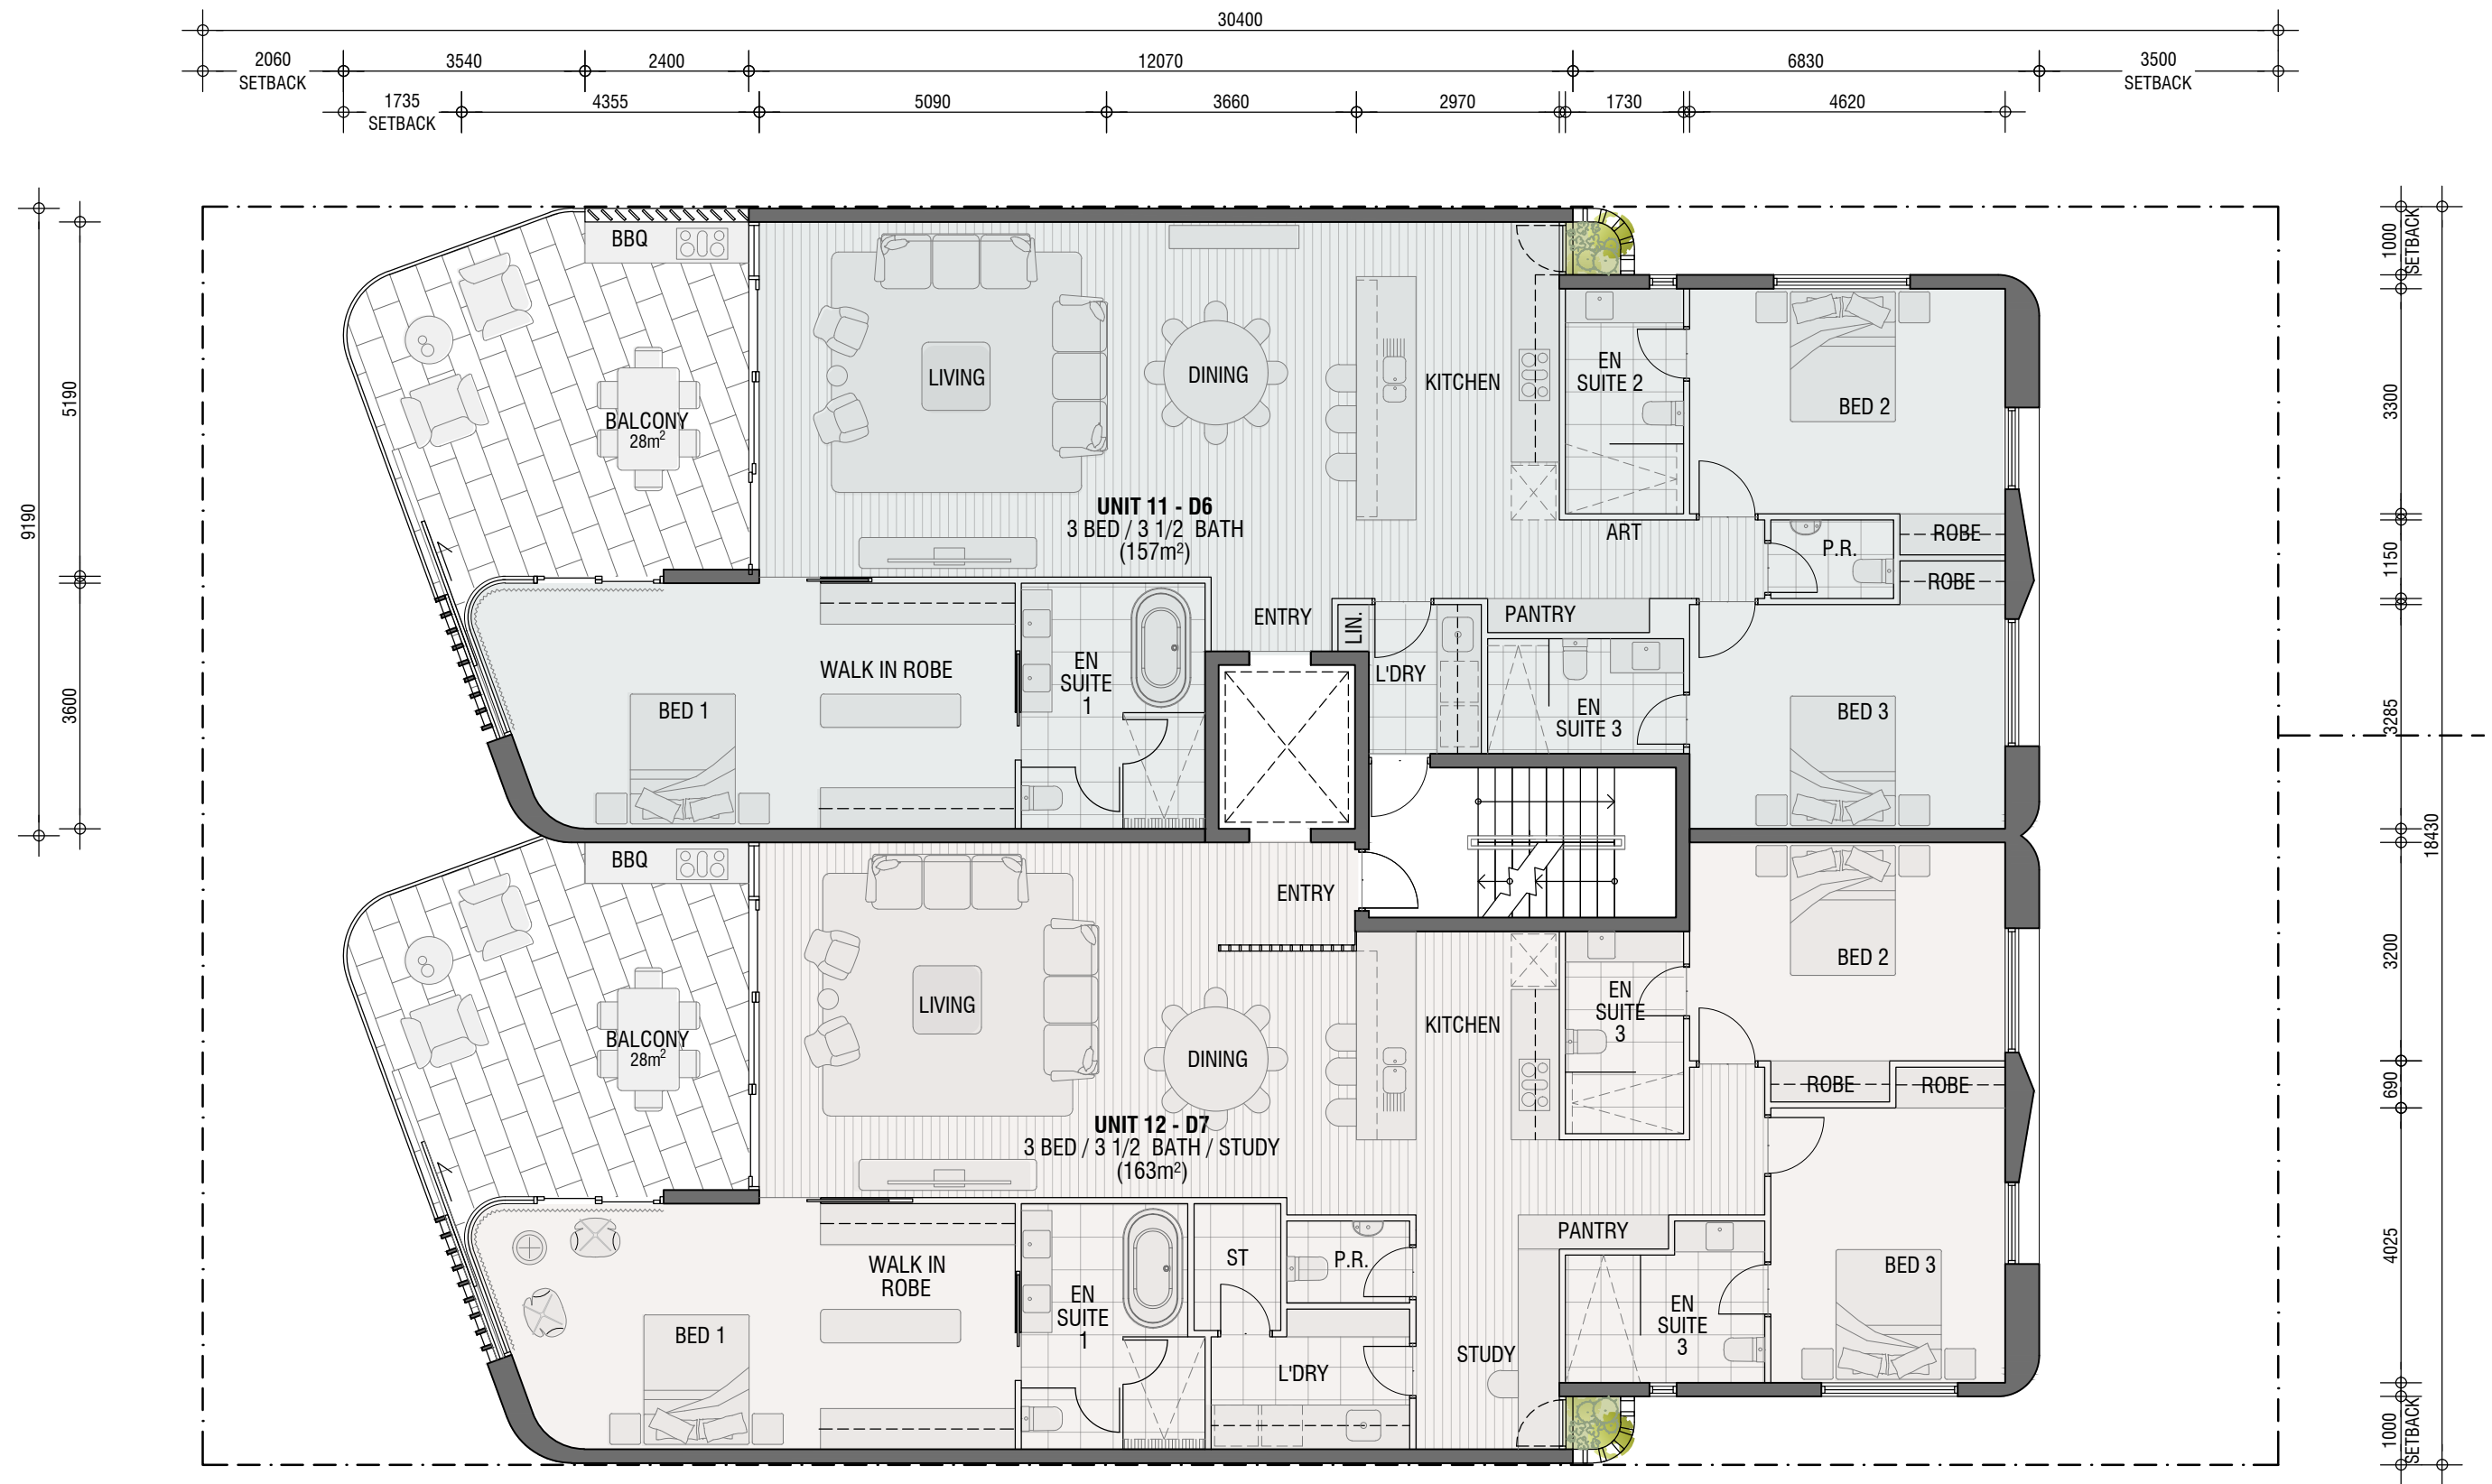 30400
2060
SETBACK
3540
2400
12070
6830
3500
SETBACK
1735
SETBACK
4355
5090
3660
2970
1730
4620
9190
5190
3600
1000
SETBACK
3300
1150
3285
18430
3200
690
4025
1000
SETBACK
BBQ
BALCONY
28m²
LIVING
DINING
KITCHEN
EN
SUITE 2
BED 2
UNIT 11 - D6
3 BED / 3 1/2 BATH
(157m²)
ART
P.R.
ROBE
ROBE
ENTRY
LIN.
PANTRY
WALK IN ROBE
EN
SUITE
1
L'DRY
EN
SUITE 3
BED 1
BED 3
BBQ
ENTRY
BALCONY
28m²
LIVING
DINING
KITCHEN
EN
SUITE
3
BED 2
UNIT 12 - D7
3 BED / 3 1/2 BATH / STUDY
(163m²)
ROBE
ROBE
WALK IN
ROBE
ST
P.R.
PANTRY
BED 1
EN
SUITE
1
L'DRY
STUDY
EN
SUITE
3
BED 3